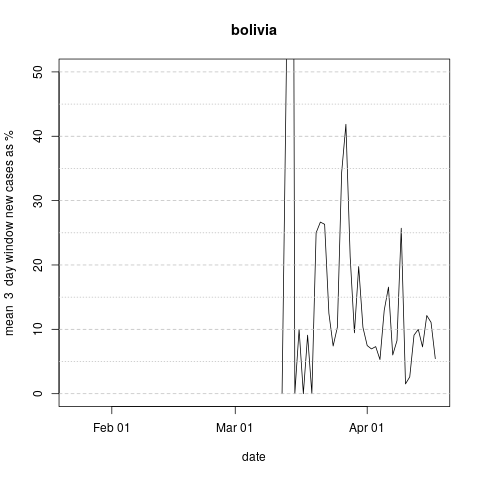 bolivia
mean 3 day window new cases as %
50
40
30
20
10
0
Feb 01
Mar 01
Apr 01
date